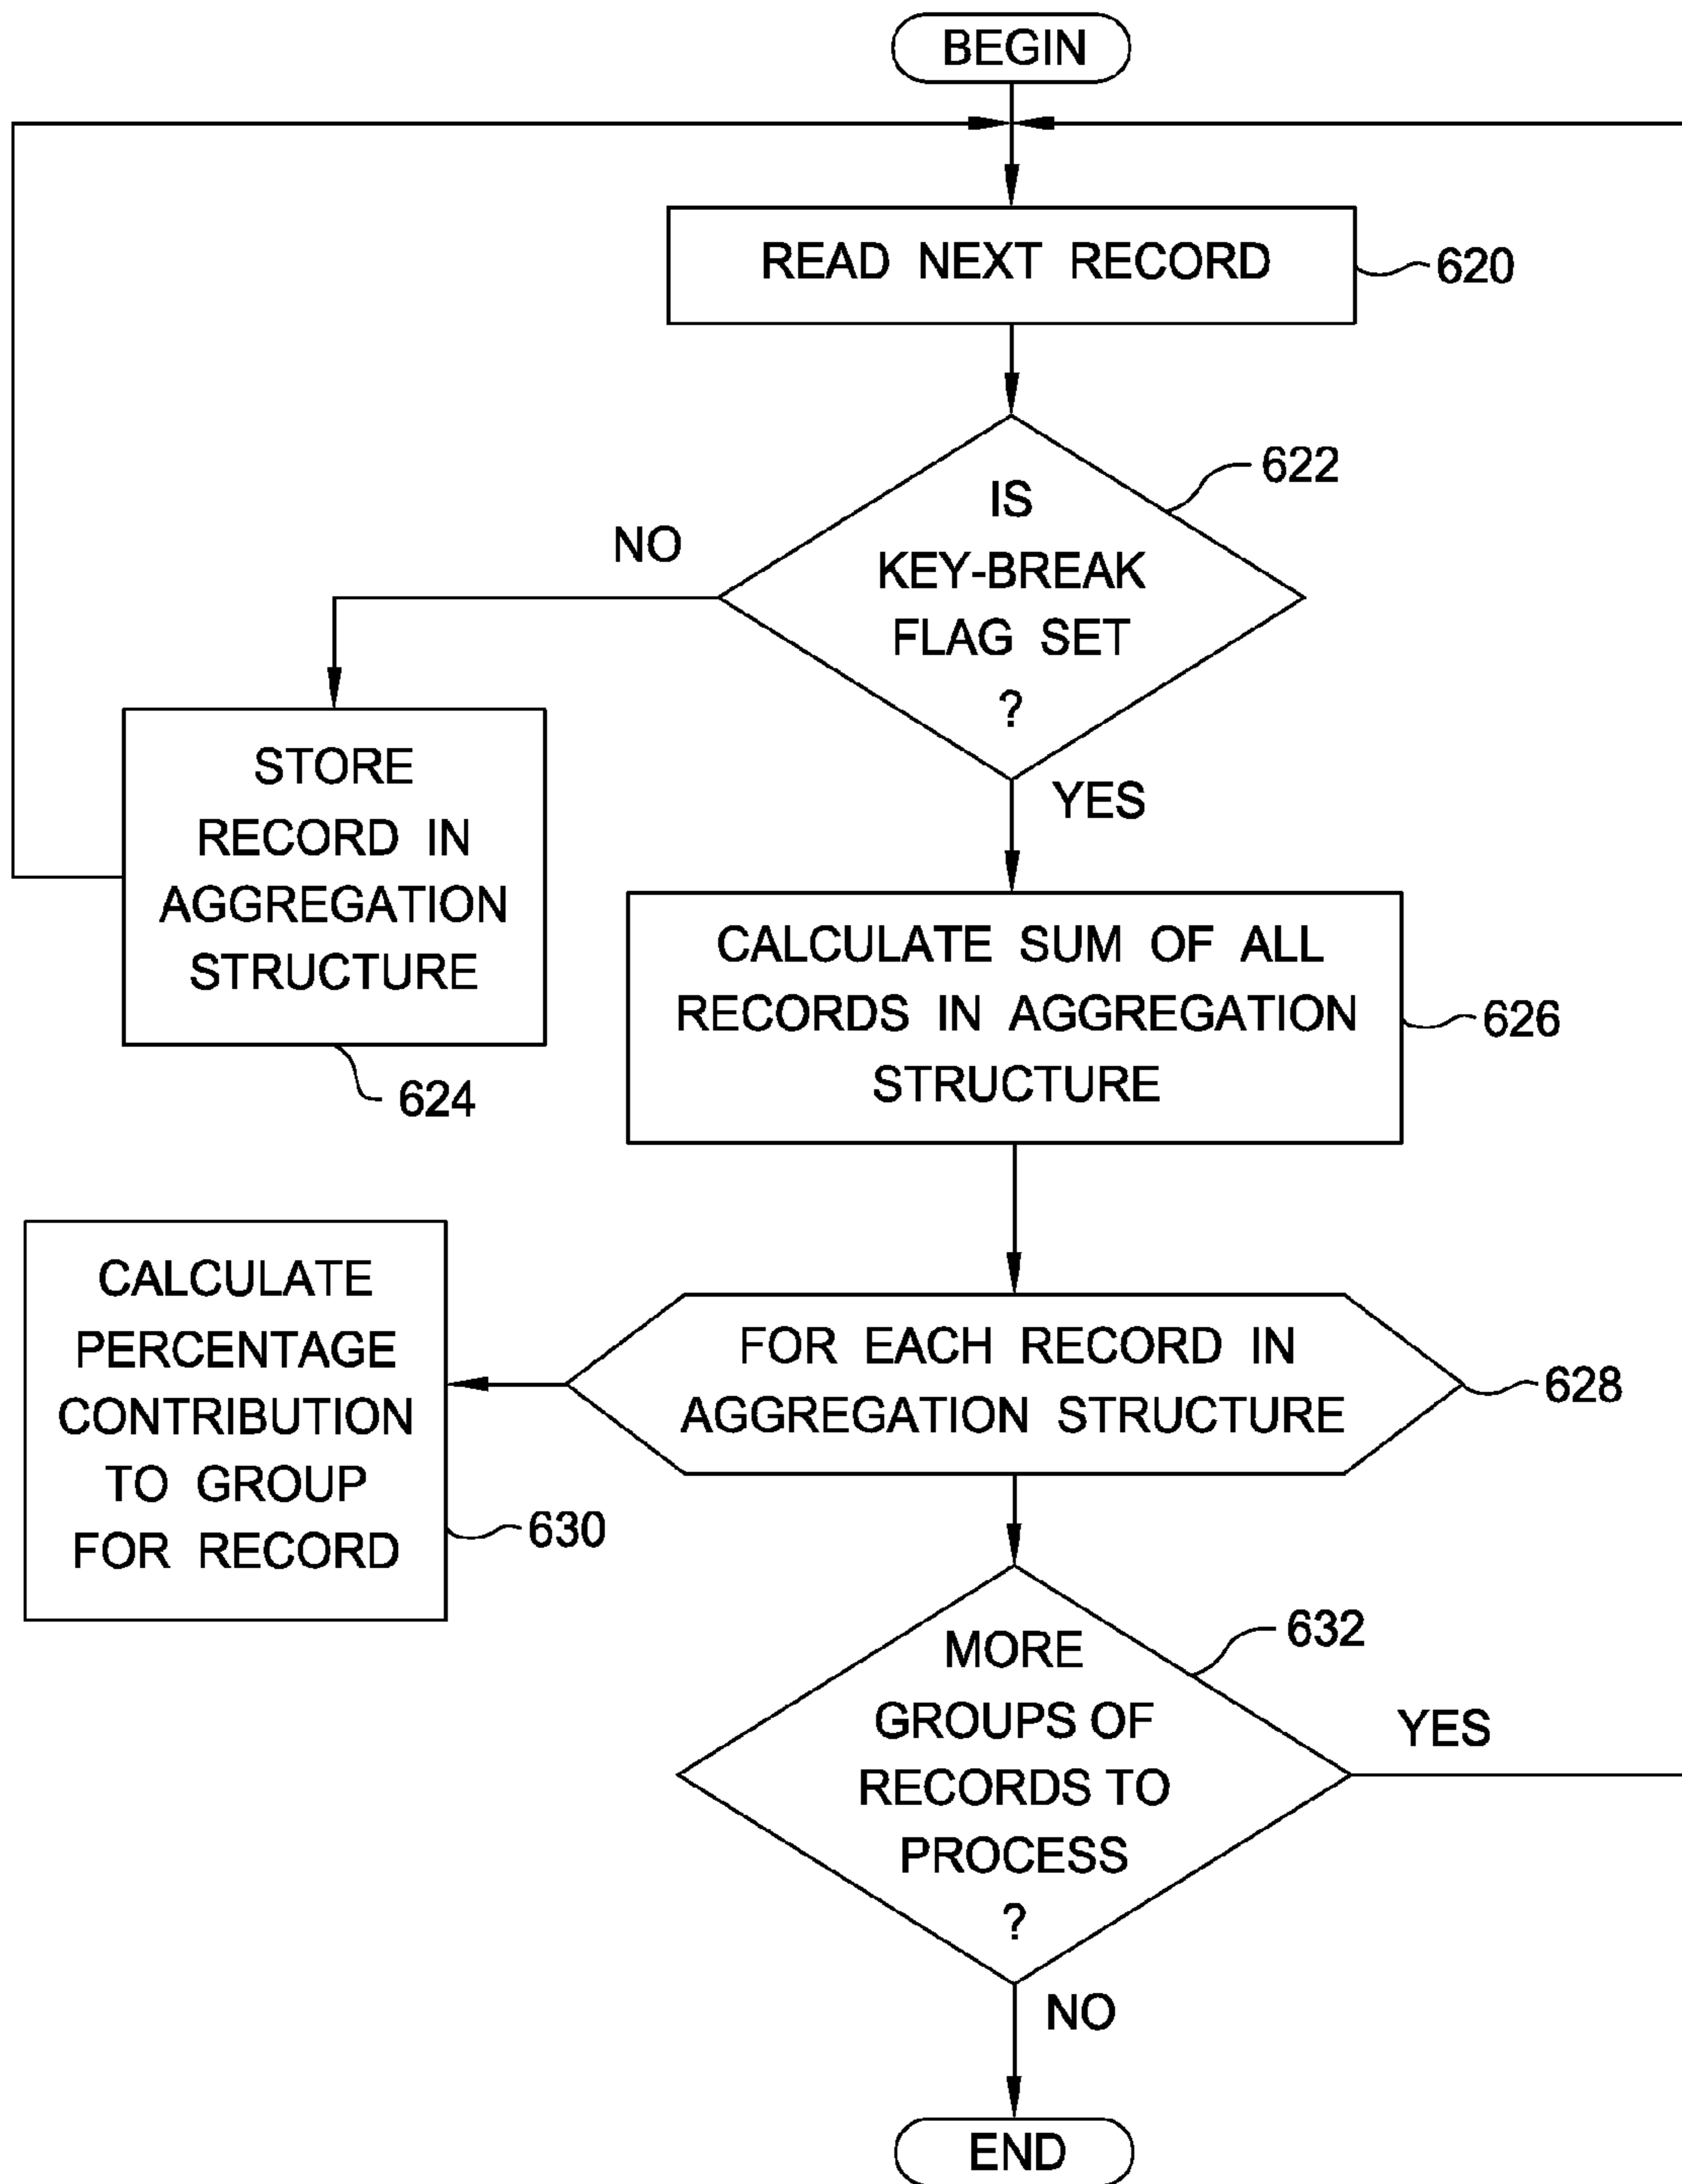 BEGIN
READ NEXT RECORD
620
IS
KEY-BREAK
FLAG SET
?
622
NO
YES
STORE
RECORD IN
AGGREGATION
STRUCTURE
624
CALCULATE SUM OF ALL
RECORDS IN AGGREGATION
STRUCTURE
626
FOR EACH RECORD IN
AGGREGATION STRUCTURE
628
CALCULATE
PERCENTAGE
CONTRIBUTION
TO GROUP
FOR RECORD
630
MORE
GROUPS OF
RECORDS TO
PROCESS
?
632
YES
NO
END